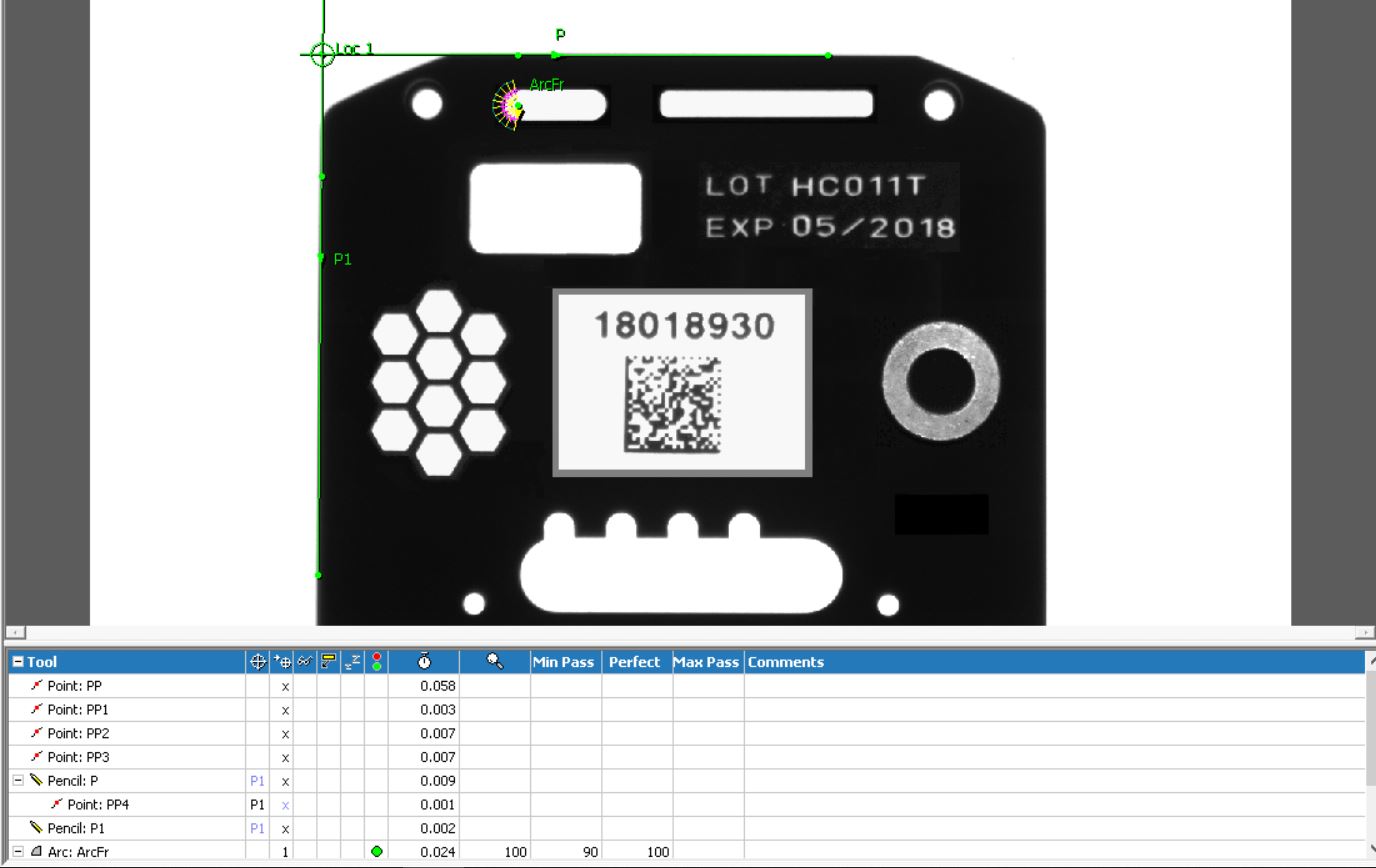 P
Loc 1
ArcFr
LOT HC011T
EXP 05/2018
P1
18018930
Tool Min Pass Perfect Max Pass Comments
Point: PP x 0.058
Point: PP1 x 0.003
Point: PP2 x 0.007
Point: PP3 x 0.007
Pencil: P P1 x 0.009
Point: PP4 P1 x 0.001
Pencil: P1 P1 x 0.002
Arc: ArcFr 1 0.024 100 90 100